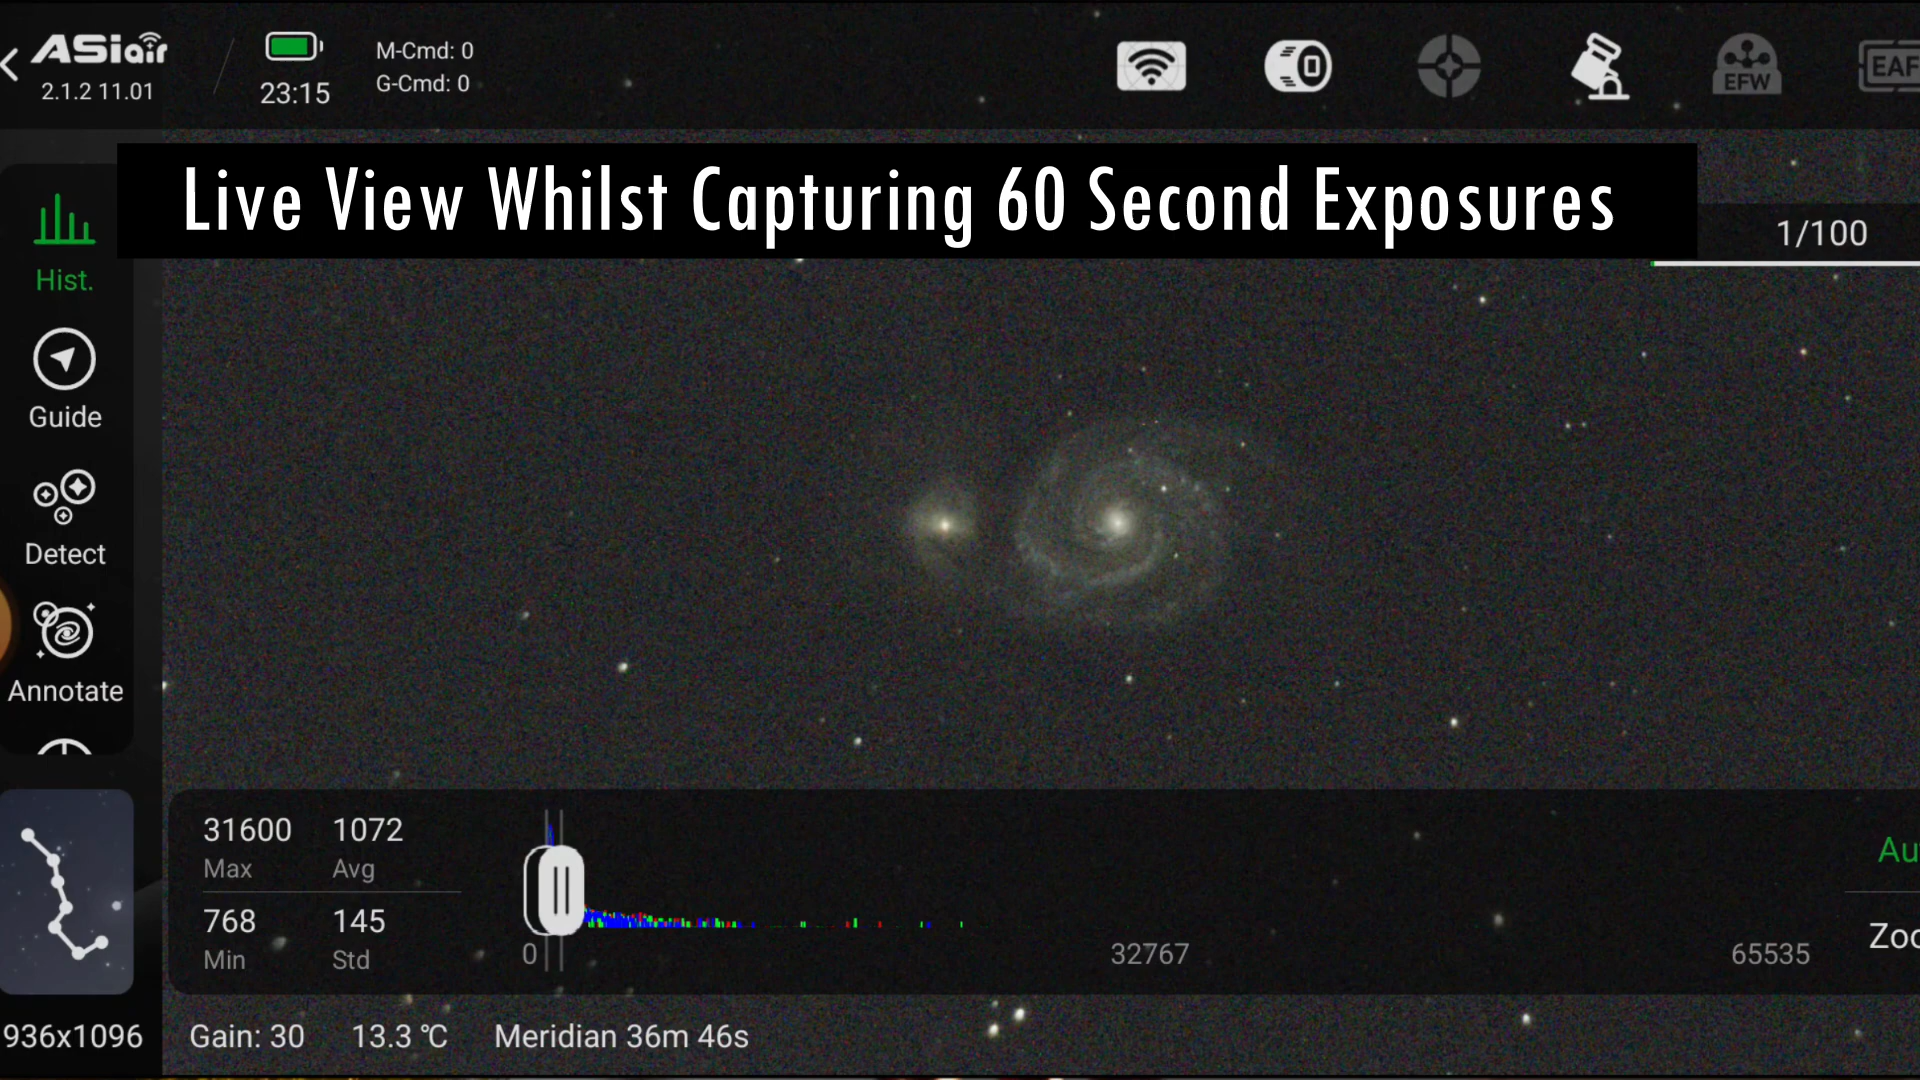 ASiair
2.1.2 11.01
23:15
M-Cmd: 0
G-Cmd: 0
EFW
EAF
Live View Whilst Capturing 60 Second Exposures
1/100
Hist.
Guide
Detect
Annotate
31600 1072
Max Avg
768 145
Min Std
0 32767 65535
Au
Zoo
936x1096 Gain: 30 13.3 ℃ Meridian 36m 46s